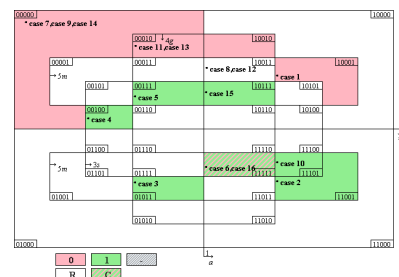 00000 10000
• case 7,case 9,case 14
00010 ↓4g 10010
• case 11,case 13
00001 00011 10011 10001
• case 8,case 12
→5m • case 1
00101 00111 10111 10101
• case 5 • case 15
00100 00110 10110 10100
• case 4
01100 01110 11110 11100
→5m →3s • case 6,case 16 • case 10
01101 01111 11111 11101
• case 3 • case 2
01001 01011 11011 11001
01010 11010
01000 11000
0 1 -
R C